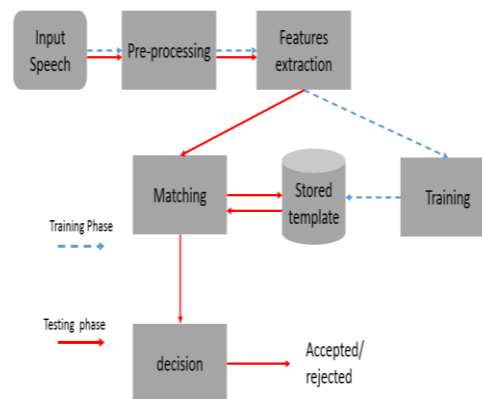 Input
Speech
Pre-processing
Features
extraction
Matching
Stored
template
Training
Training Phase
Testing phase
decision
Accepted/
rejected